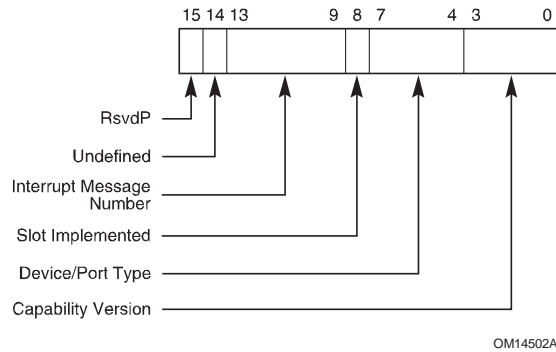 15 14 13 9 8 7 4 3 0
RsvdP
Undefined
Interrupt Message
Number
Slot Implemented
Device/Port Type
Capability Version
OM14502A